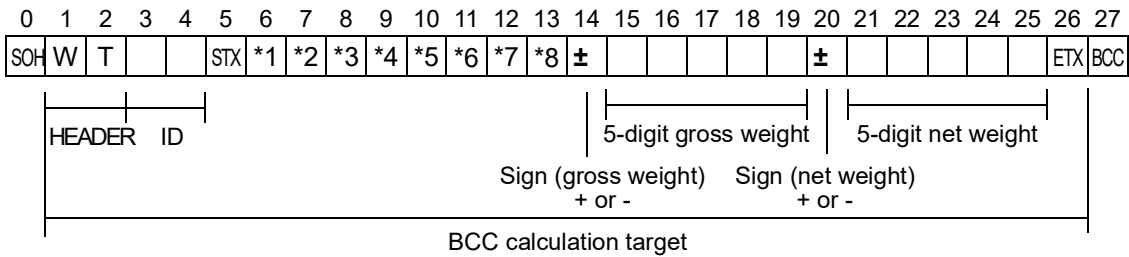 0 1 2 3 4 5 6 7 8 9 10 11 12 13 14 15 16 17 18 19 20 21 22 23 24 25 26 27
SOH W T STX *1 *2 *3 *4 *5 *6 *7 *8 ± ± ETX BCC
HEADER ID 5-digit gross weight 5-digit net weight
Sign (gross weight) Sign (net weight)
+ or - + or -
BCC calculation target